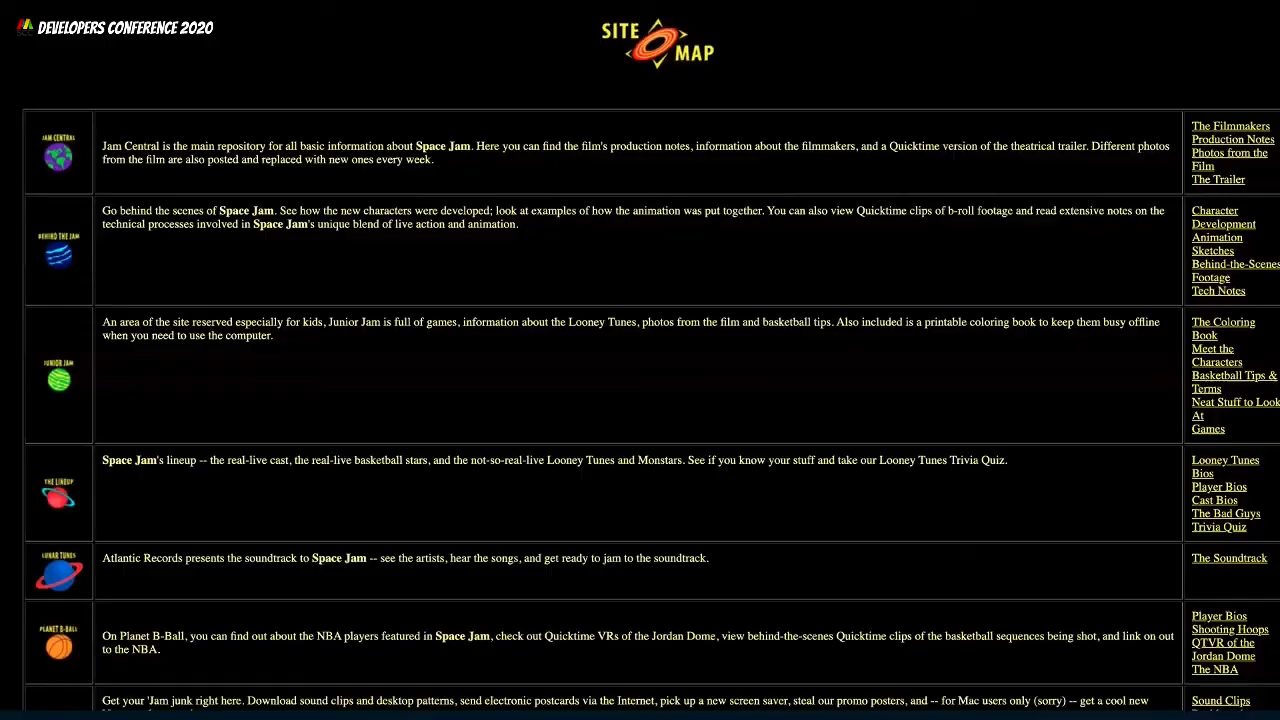 DEVELOPERS CONFERENCE 2020
SITE
MAP
JAM CENTRAL
Jam Central is the main repository for all basic information about Space Jam. Here you can find the film's production notes, information about the filmmakers, and a Quicktime version of the theatrical trailer. Different photos
from the film are also posted and replaced with new ones every week.
The Filmmakers
Production Notes
Photos from the
Film
The Trailer
BEHIND THE JAM
Go behind the scenes of Space Jam. See how the new characters were developed; look at examples of how the animation was put together. You can also view Quicktime clips of b-roll footage and read extensive notes on the
technical processes involved in Space Jam's unique blend of live action and animation.
Character
Development
Animation
Sketches
Behind-the-Scenes
Footage
Tech Notes
JUNIOR JAM
An area of the site reserved especially for kids, Junior Jam is full of games, information about the Looney Tunes, photos from the film and basketball tips. Also included is a printable coloring book to keep them busy offline
when you need to use the computer.
The Coloring
Book
Meet the
Characters
Basketball Tips &
Terms
Neat Stuff to Look
At
Games
THE LINEUP
Space Jam's lineup -- the real-live cast, the real-live basketball stars, and the not-so-real-live Looney Tunes and Monstars. See if you know your stuff and take our Looney Tunes Trivia Quiz.
Looney Tunes
Bios
Player Bios
Cast Bios
The Bad Guys
Trivia Quiz
LUNAR TUNES
Atlantic Records presents the soundtrack to Space Jam -- see the artists, hear the songs, and get ready to jam to the soundtrack.
The Soundtrack
PLANET B-BALL
On Planet B-Ball, you can find out about the NBA players featured in Space Jam, check out Quicktime VRs of the Jordan Dome, view behind-the-scenes Quicktime clips of the basketball sequences being shot, and link on out
to the NBA.
Player Bios
Shooting Hoops
QTVR of the
Jordan Dome
The NBA
Get your 'Jam junk right here. Download sound clips and desktop patterns, send electronic postcards via the Internet, pick up a new screen saver, steal our promo posters, and -- for Mac users only (sorry) -- get a cool new
Sound Clips